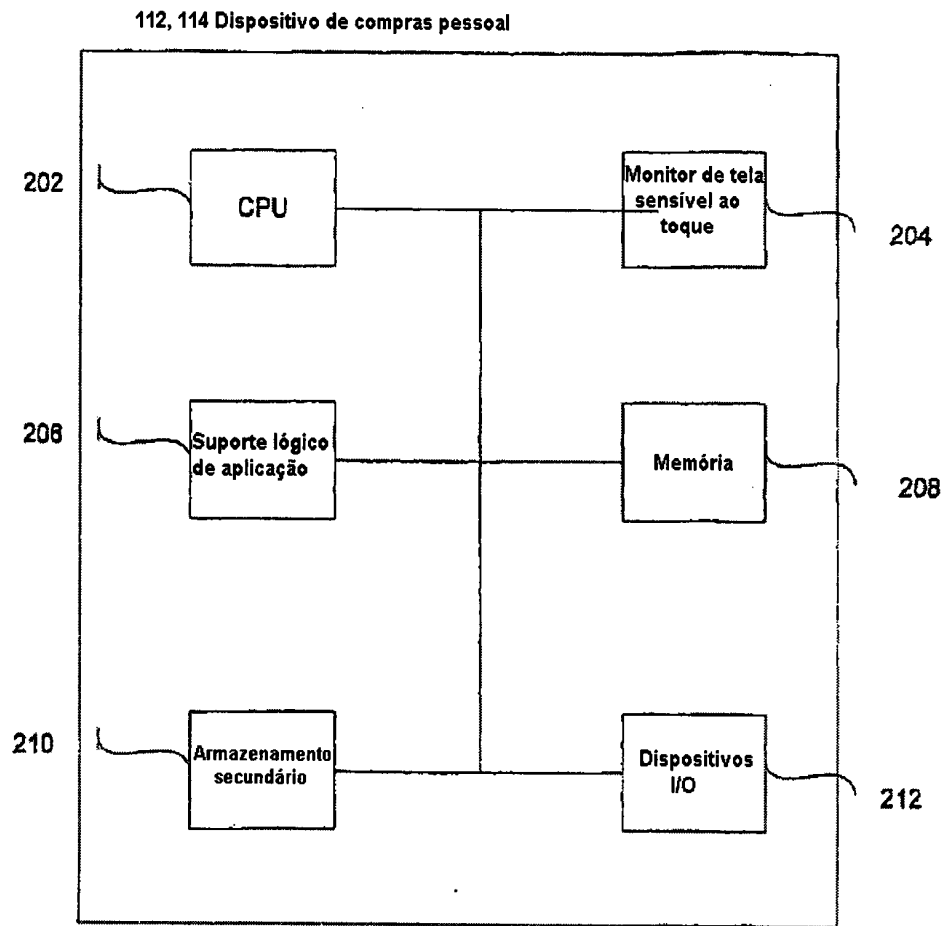 112, 114 Dispositivo de compras pessoal
202
CPU
Monitor de tela
sensível ao
toque
204
206
Suporte lógico
de aplicação
Memória
208
210
Armazenamento
secundário
Dispositivos
I/O
212